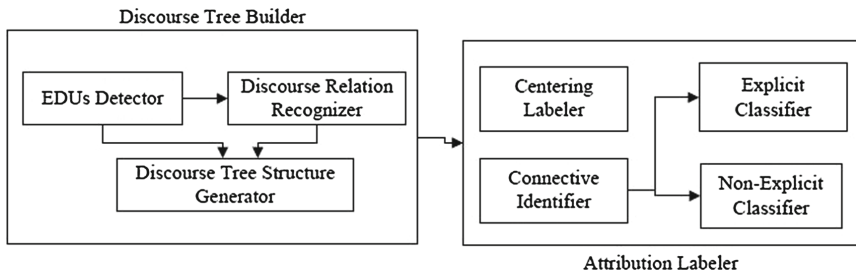 Discourse Tree Builder
EDUs Detector
Discourse Relation
Recognizer
Discourse Tree Structure
Generator
Centering
Labeler
Explicit
Classifier
Connective
Identifier
Non-Explicit
Classifier
Attribution Labeler